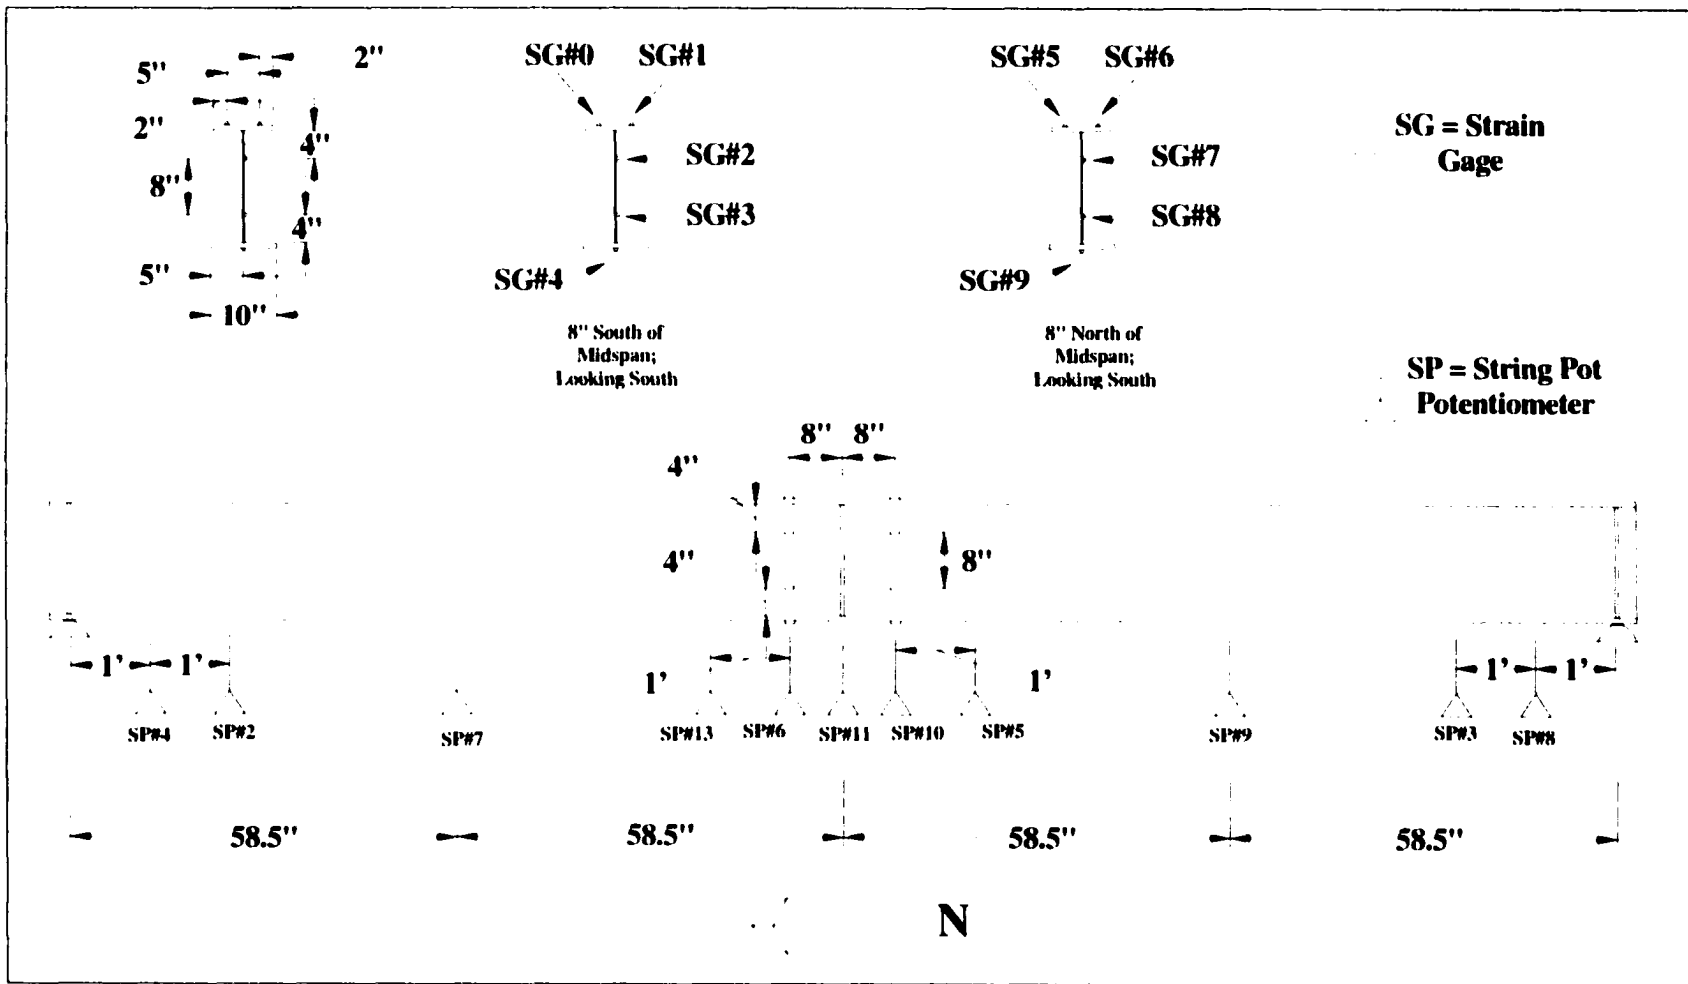 2"
5"
2"
4"
8"
4"
5"
10"
SG#0 SG#1
SG#2
SG#3
SG#4
8" South of
Midspan;
Looking South
SG#5 SG#6
SG#7
SG#8
SG#9
8" North of
Midspan;
Looking South
SG = Strain
Gage
SP = String Pot
Potentiometer
8" 8"
4"
4" 8"
1' 1' 1' 1' 1' 1'
SP#4 SP#2 SP#7 SP#13 SP#6 SP#11 SP#10 SP#5 SP#9 SP#3 SP#8
58.5" 58.5" 58.5" 58.5"
N